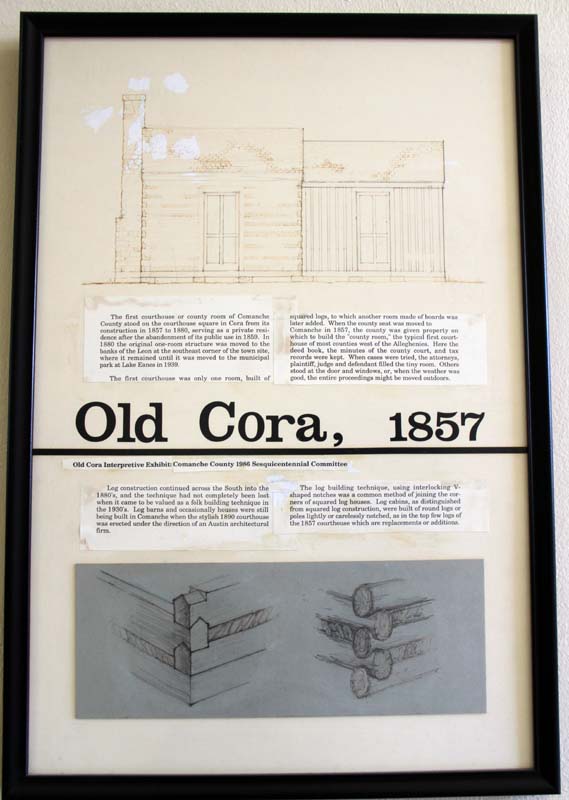 The first courthouse or county room of Comanche
County stood on the courthouse square in Cora from its
construction in 1857 to 1880, serving as a private resi-
dence after the abandonment of its public use in 1859. In
1880 the original one-room structure was moved to the
banks of the Leon at the southeast corner of the town site,
where it remained until it was moved to the municipal
park at Lake Eanes in 1939.
The first courthouse was only one room, built of
squared logs, to which another room made of boards was
later added. When the county seat was moved to
Comanche in 1857, the county was given property on
which to build the "county room," the typical first court-
house of most counties west of the Alleghenies. Here the
deed book, the minutes of the county court, and tax
records were kept. When cases were tried, the attorneys,
plaintiff, judge and defendant filled the tiny room. Others
stood at the door and windows, or, when the weather was
good, the entire proceedings might be moved outdoors.
Old Cora, 1857
Old Cora Interpretive Exhibit: Comanche County 1986 Sesquicentennial Committee
Log construction continued across the South into the
1880's, and the technique had not completely been lost
when it came to be valued as a folk building technique in
the 1930's. Log barns and occasionally houses were still
being built in Comanche when the stylish 1890 courthouse
was erected under the direction of an Austin architectural
firm.
The log building technique, using interlocking V-
shaped notches was a common method of joining the cor-
ners of squared log houses. Log cabins, as distinguished
from squared log construction, were built of round logs or
poles lightly or carelessly notched, as in the top few logs of
the 1857 courthouse which are replacements or additions.